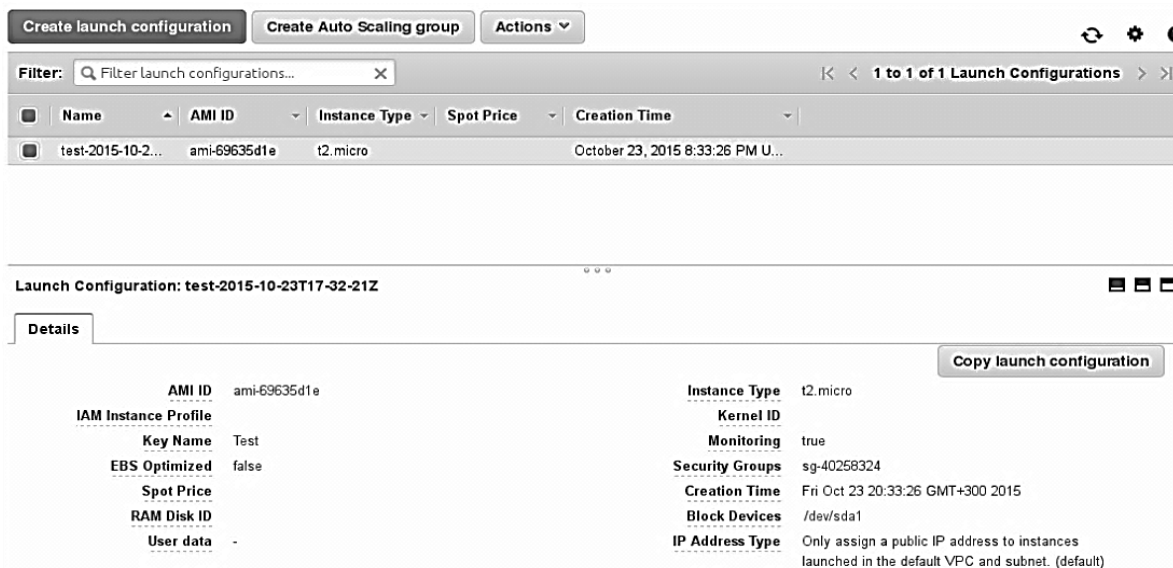 Create launch configuration Create Auto Scaling group Actions
Filter: Filter launch configurations... 1 to 1 of 1 Launch Configurations
Name AMI ID Instance Type Spot Price Creation Time
test-2015-10-2... ami-69635d1e t2.micro October 23, 2015 8:33:26 PM U...
Launch Configuration: test-2015-10-23T17-32-21Z
Details
Copy launch configuration
AMI ID ami-69635d1e Instance Type t2.micro
IAM Instance Profile Kernel ID
Key Name Test Monitoring true
EBS Optimized false Security Groups sg-40258324
Spot Price Creation Time Fri Oct 23 20:33:26 GMT+300 2015
RAM Disk ID Block Devices /dev/sda1
User data - IP Address Type Only assign a public IP address to instances
launched in the default VPC and subnet. (default)